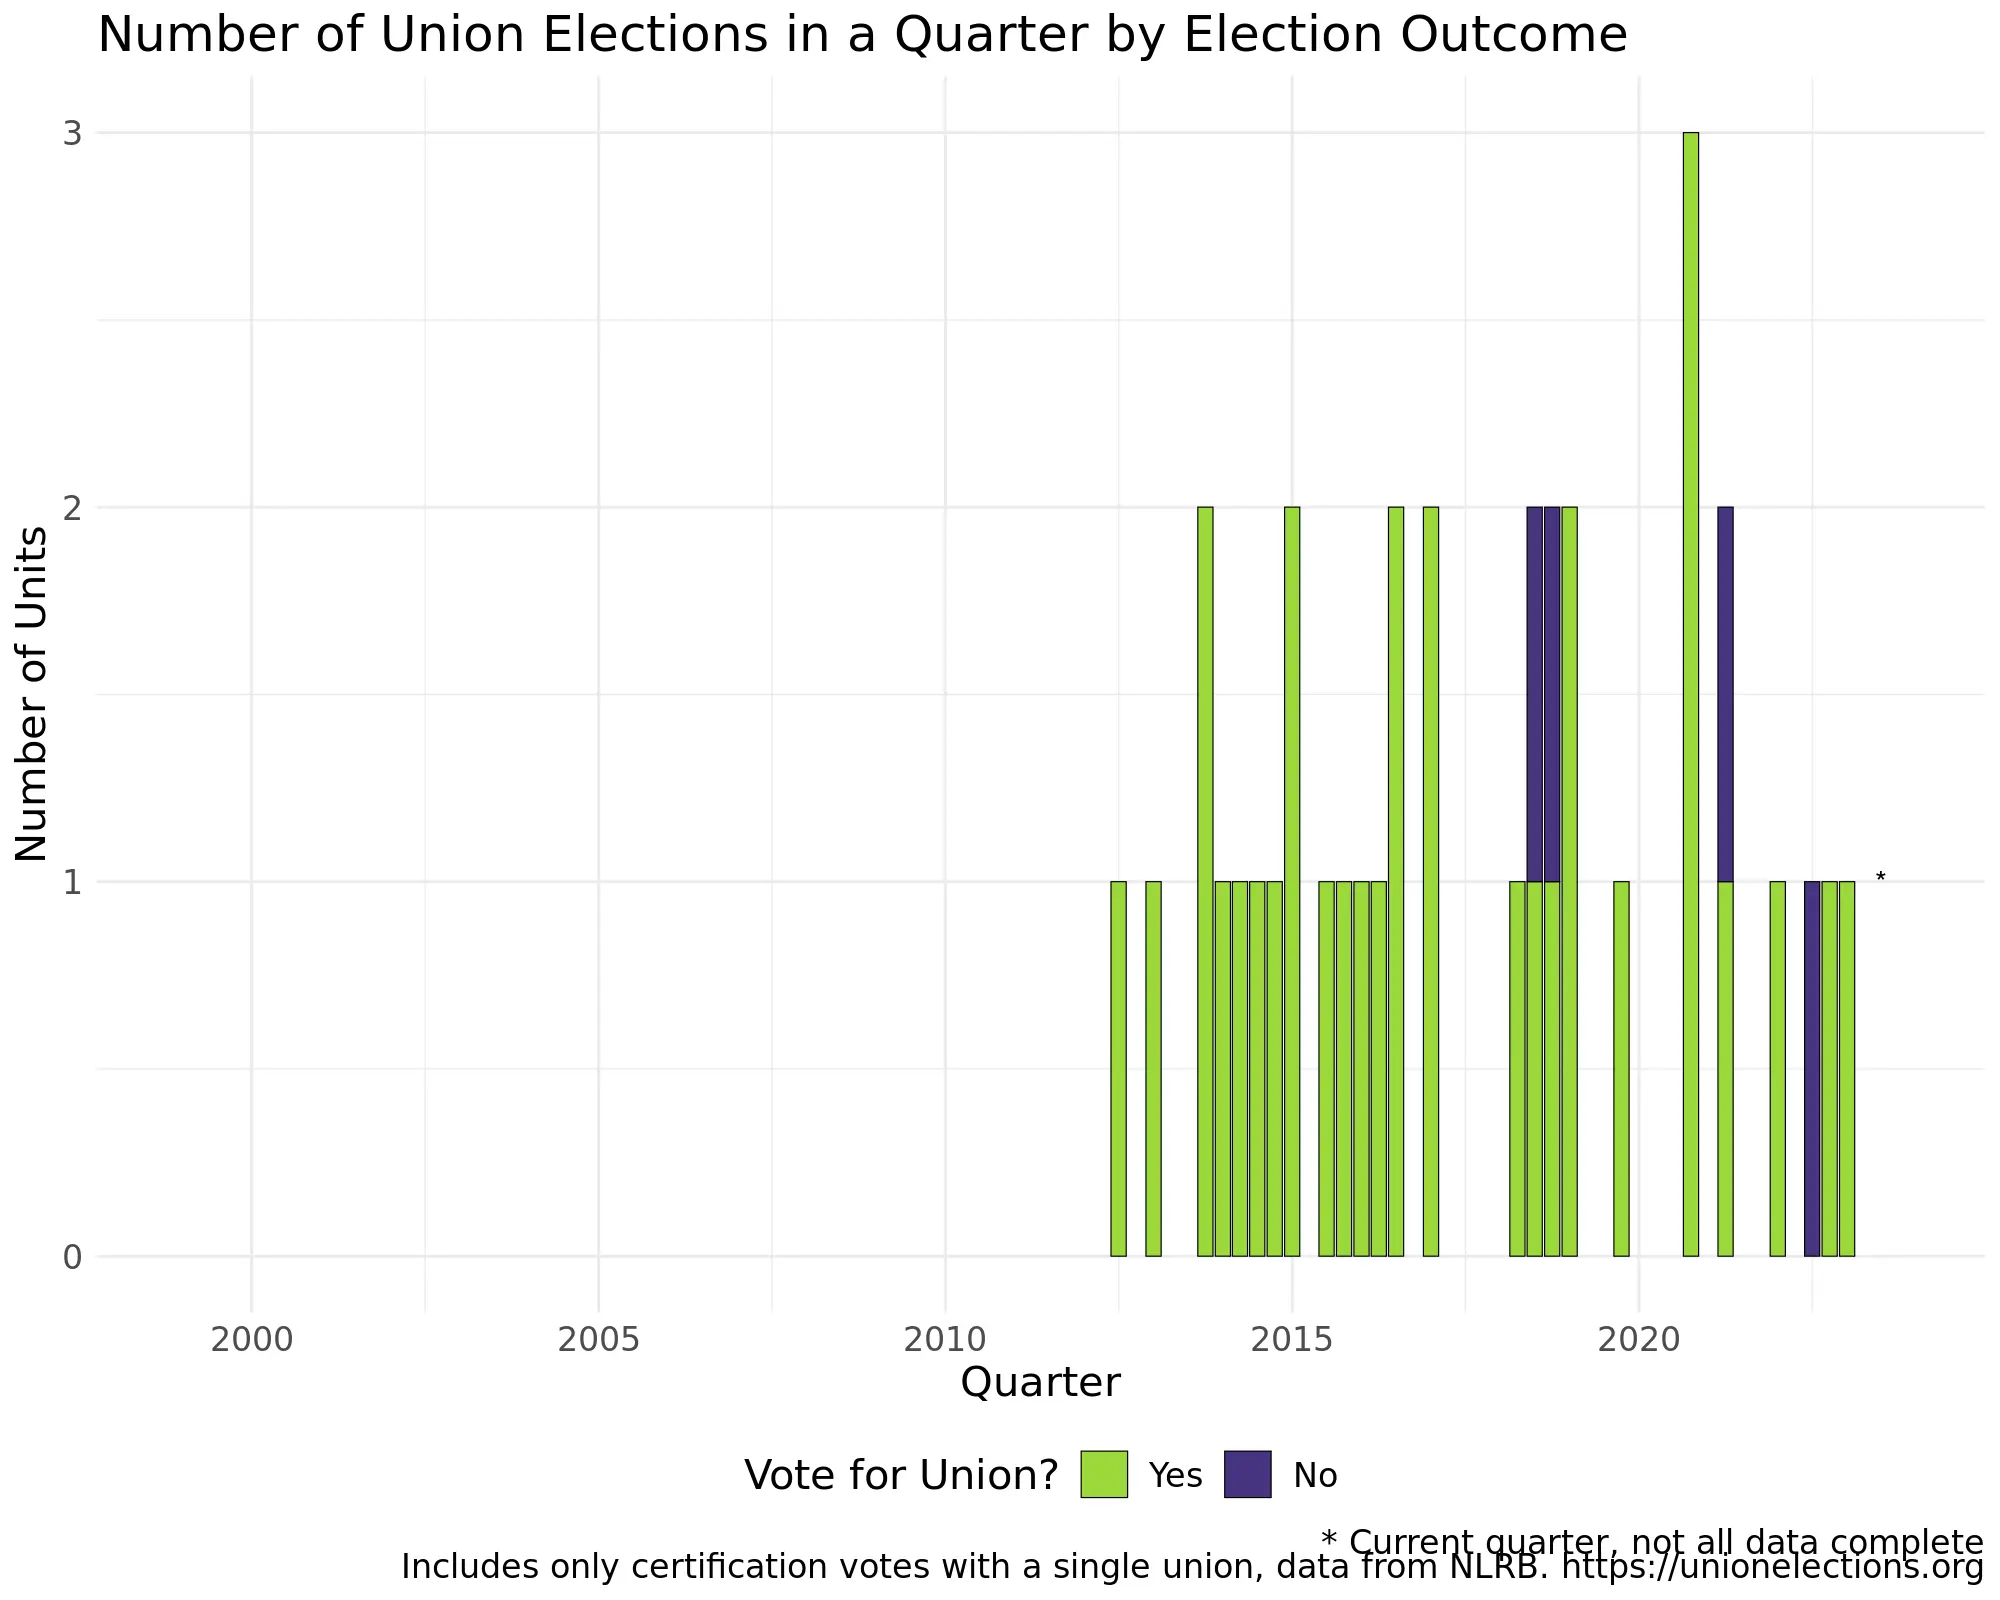 Number of Union Elections in a Quarter by Election Outcome
3
2
1
0
Number of Units
*
2000 2005 2010 2015 2020
Quarter
Vote for Union? Yes No
* Current quarter, not all data complete
Includes only certification votes with a single union, data from NLRB. https://unionelections.org